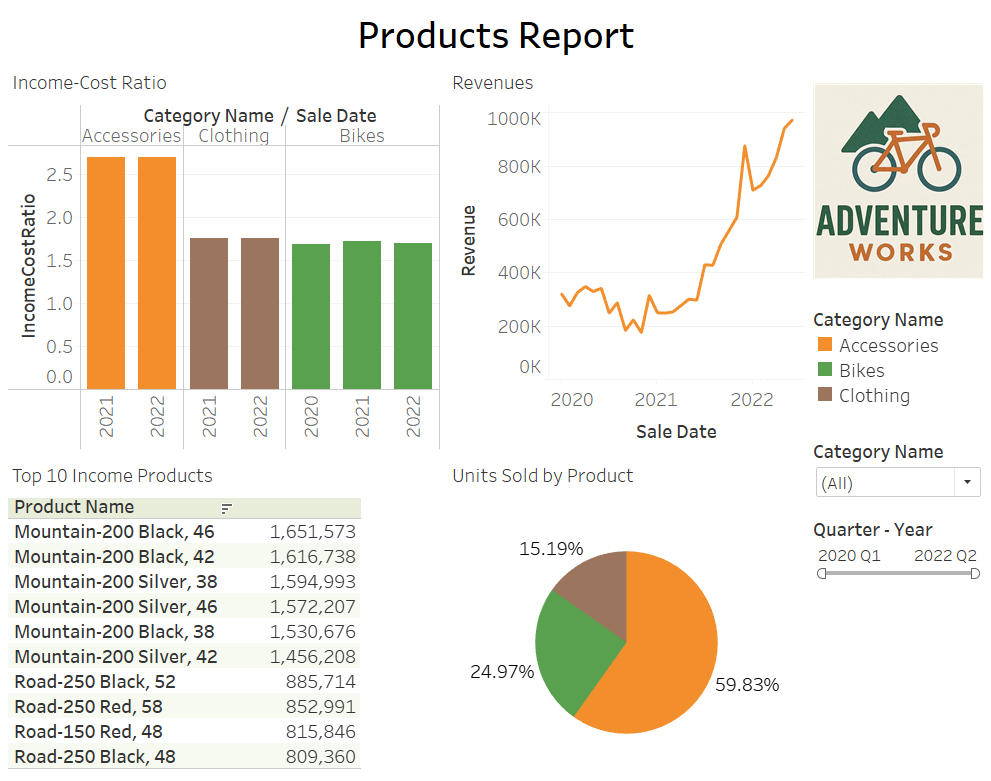 Products Report
Income-Cost Ratio
Category Name / Sale Date
Accessories Clothing Bikes
IncomeCostRatio
2.5
2.0
1.5
1.0
0.5
0.0
2021 2022 2021 2022 2020 2021 2022
Revenues
Revenue
1000K
800K
600K
400K
200K
0K
2020 2021 2022
Sale Date
ADVENTURE
WORKS
Category Name
Accessories
Bikes
Clothing
Category Name
(All)
Quarter - Year
2020 Q1 2022 Q2
Top 10 Income Products
Product Name
Mountain-200 Black, 46 1,651,573
Mountain-200 Black, 42 1,616,738
Mountain-200 Silver, 38 1,594,993
Mountain-200 Silver, 46 1,572,207
Mountain-200 Black, 38 1,530,676
Mountain-200 Silver, 42 1,456,208
Road-250 Black, 52 885,714
Road-250 Red, 58 852,991
Road-150 Red, 48 815,846
Road-250 Black, 48 809,360
Units Sold by Product
15.19%
24.97%
59.83%